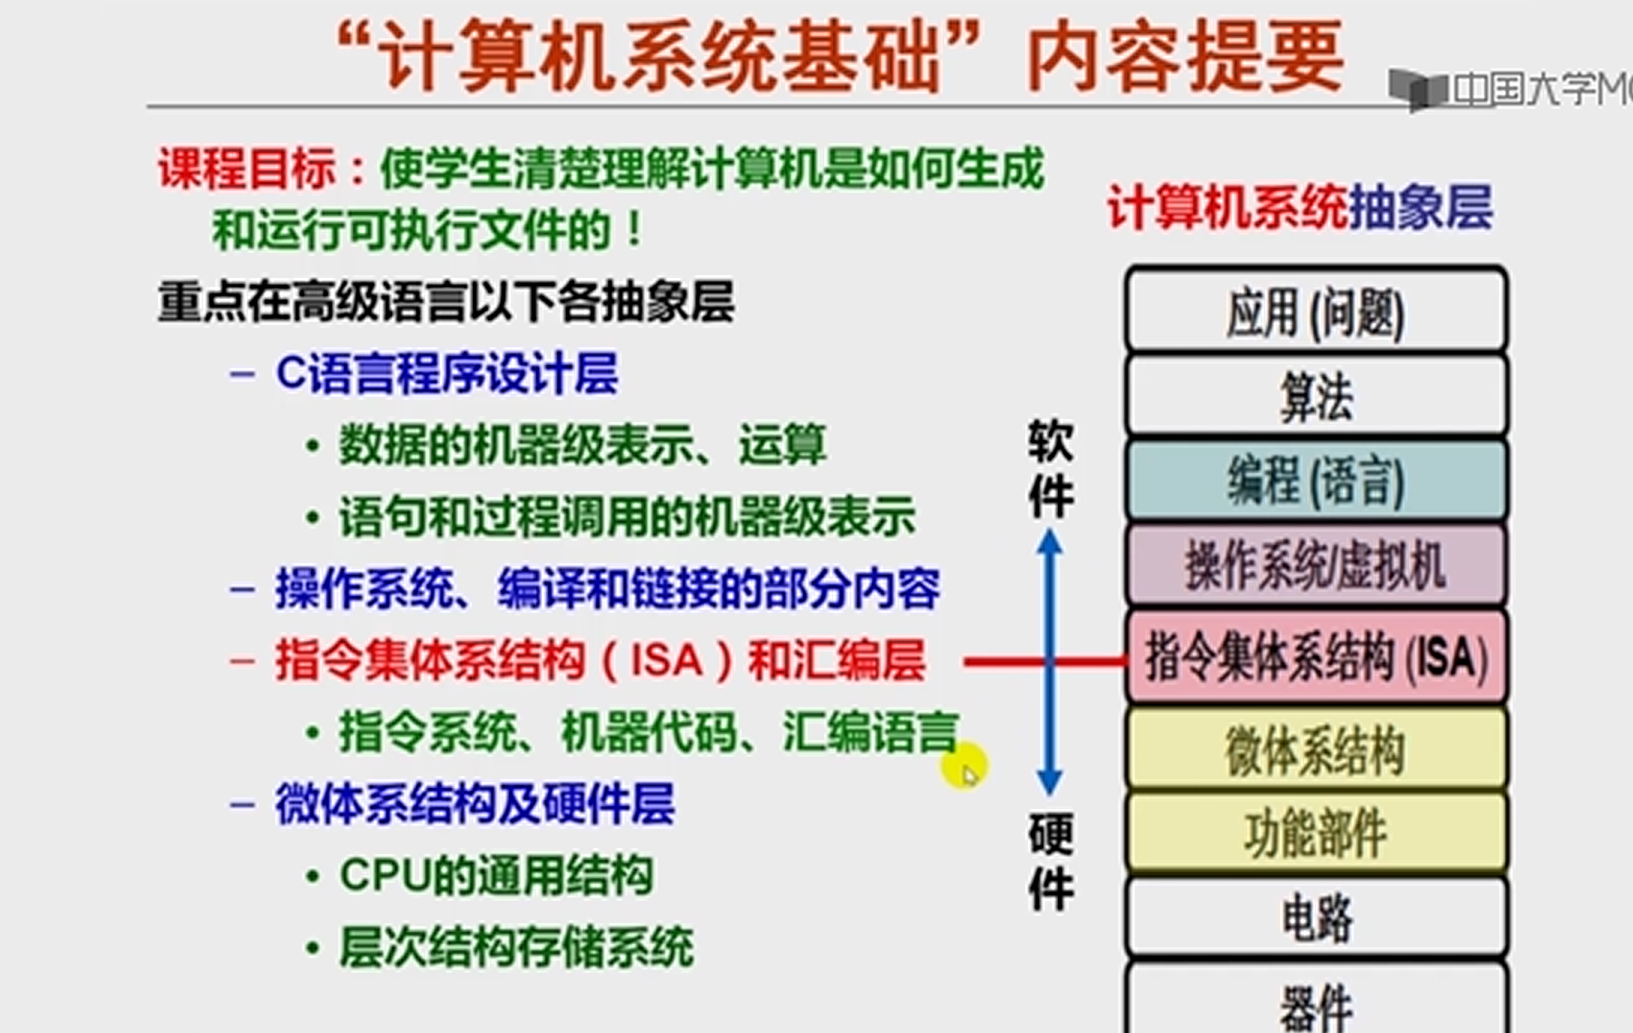 “计算机系统基础”内容提要
中国大学MO
课程目标：使学生清楚理解计算机是如何生成
和运行可执行文件的！
重点在高级语言以下各抽象层
– C语言程序设计层
• 数据的机器级表示、运算
• 语句和过程调用的机器级表示
– 操作系统、编译和链接的部分内容
– 指令集体系结构（ISA）和汇编层
• 指令系统、机器代码、汇编语言
– 微体系结构及硬件层
• CPU的通用结构
• 层次结构存储系统
计算机系统抽象层
软件
硬件
应用 (问题)
算法
编程 (语言)
操作系统/虚拟机
指令集体系结构 (ISA)
微体系结构
功能部件
电路
器件